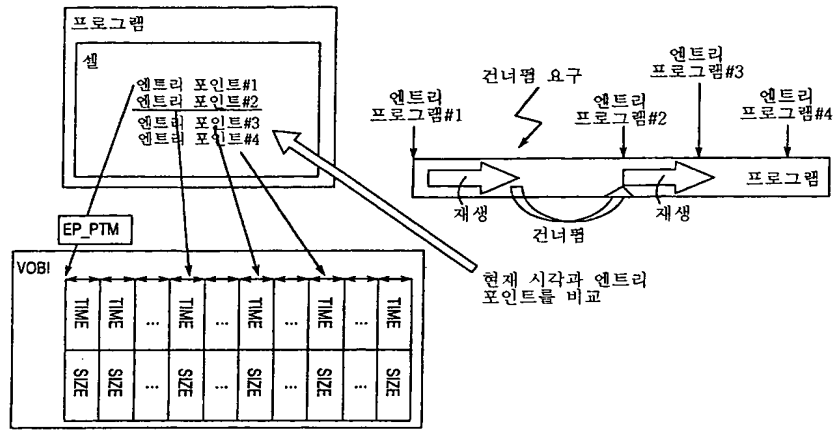 프로그램
셀
엔트리 포인트#1
엔트리 포인트#2
엔트리 포인트#3
엔트리 포인트#4
EP_PTM
VOBI
TIME TIME ... TIME ... TIME ... TIME ... TIME
SIZE SIZE ... SIZE ... SIZE ... SIZE ... SIZE
건너뜀 요구
엔트리
프로그램#1
엔트리
프로그램#2
엔트리
프로그램#3
엔트리
프로그램#4
프로그램
재생
재생
건너뜀
현재 시각과 엔트리
포인트를 비교